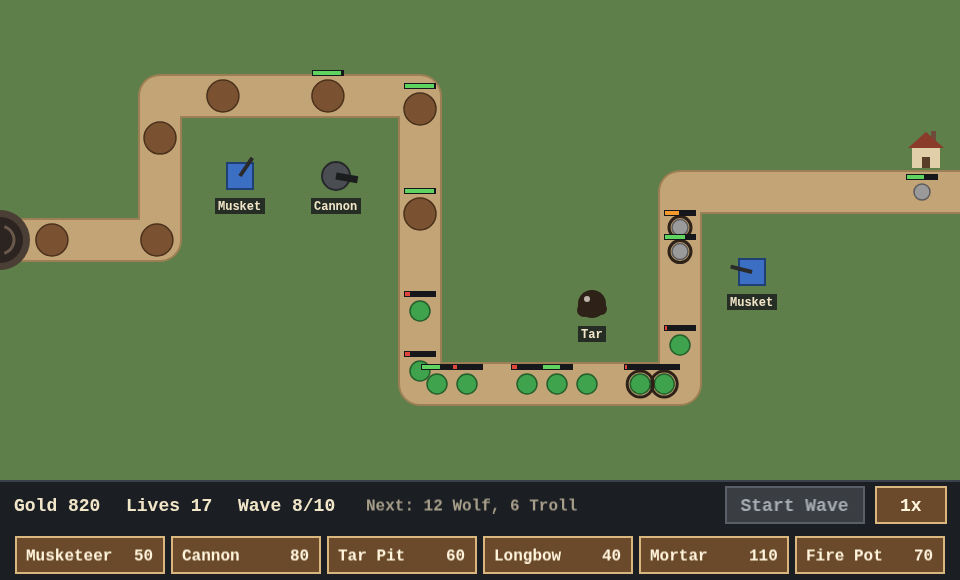 Musket
Cannon
Musket
Tar
Gold 820 Lives 17 Wave 8/10 Next: 12 Wolf, 6 Troll Start Wave 1x
Musketeer 50 Cannon 80 Tar Pit 60 Longbow 40 Mortar 110 Fire Pot 70